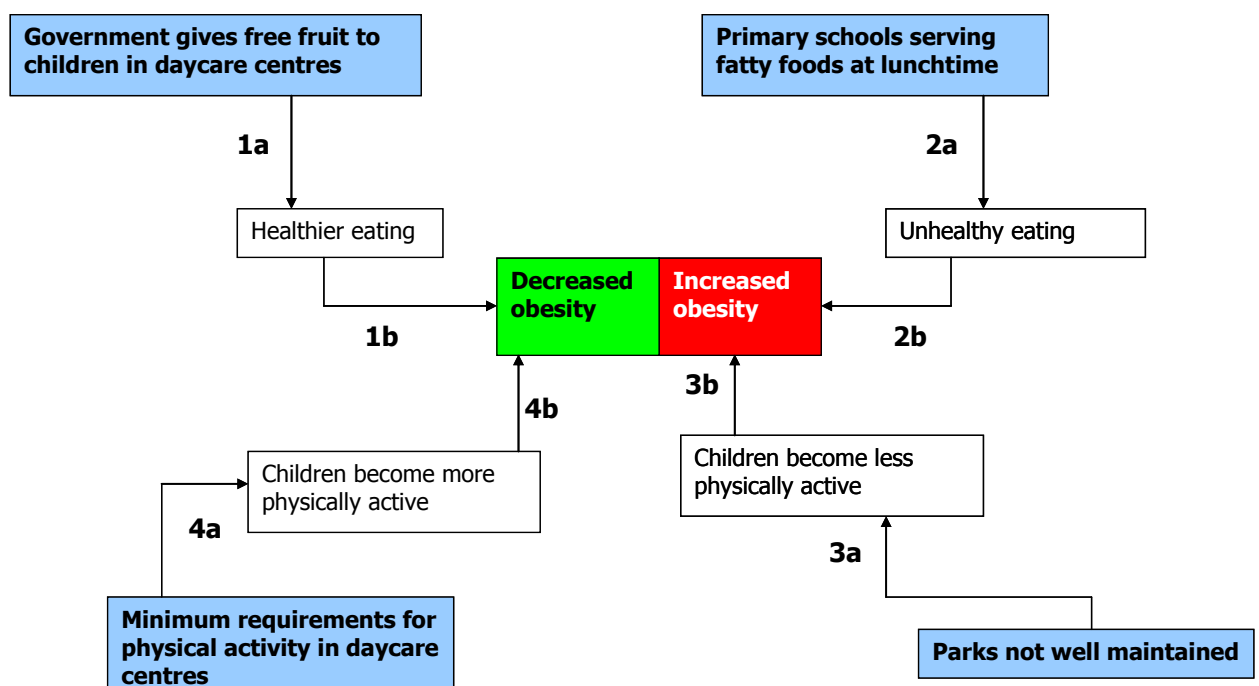 Government gives free fruit to
children in daycare centres
Primary schools serving
fatty foods at lunchtime
1a
2a
Healthier eating
Unhealthy eating
Decreased
obesity
Increased
obesity
1b
2b
3b
4b
Children become more
physically active
Children become less
physically active
4a
3a
Minimum requirements for
physical activity in daycare
centres
Parks not well maintained